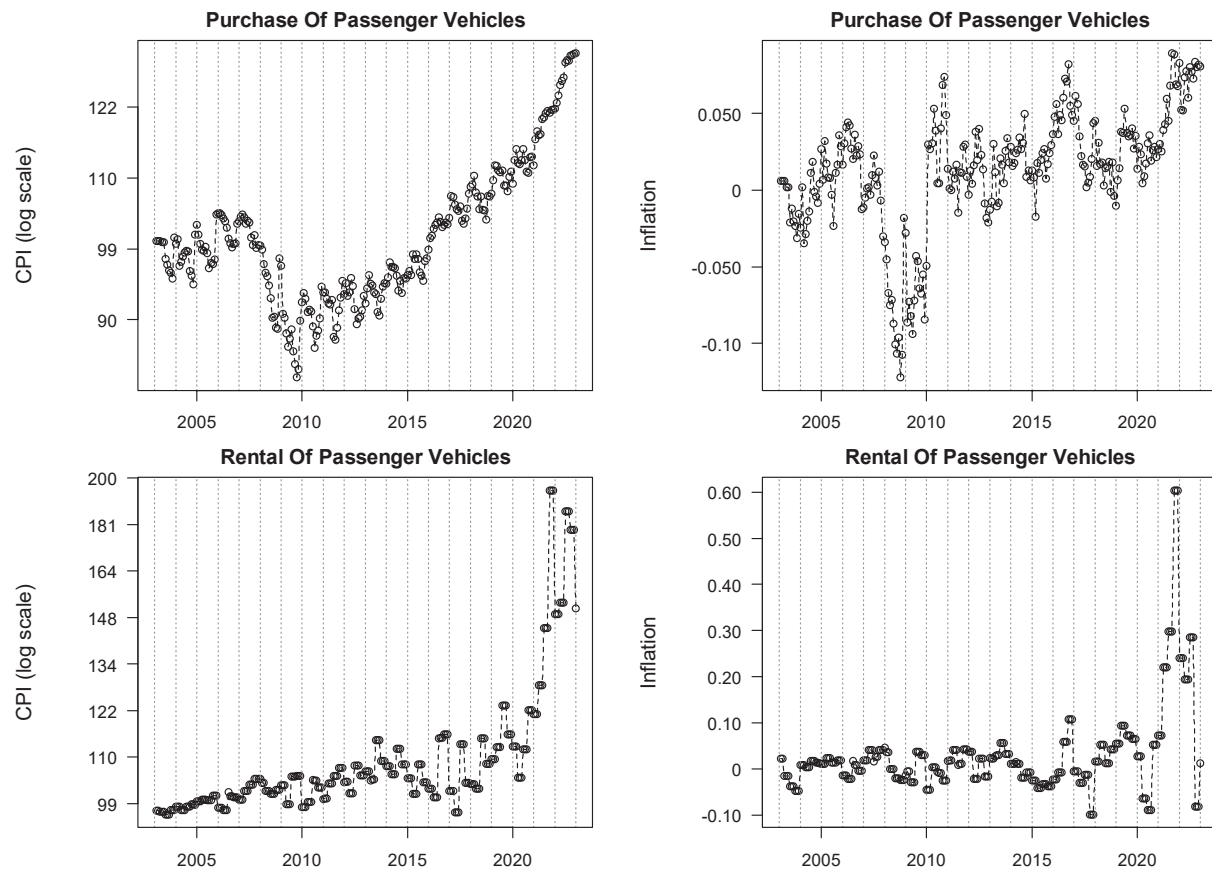 Purchase Of Passenger Vehicles
CPI (log scale)
122
110
99
90
2005 2010 2015 2020
Purchase Of Passenger Vehicles
Inflation
0.050
0
-0.050
-0.10
2005 2010 2015 2020
Rental Of Passenger Vehicles
CPI (log scale)
200
181
164
148
134
122
110
99
2005 2010 2015 2020
Rental Of Passenger Vehicles
Inflation
0.60
0.50
0.40
0.30
0.20
0.10
0
-0.10
2005 2010 2015 2020